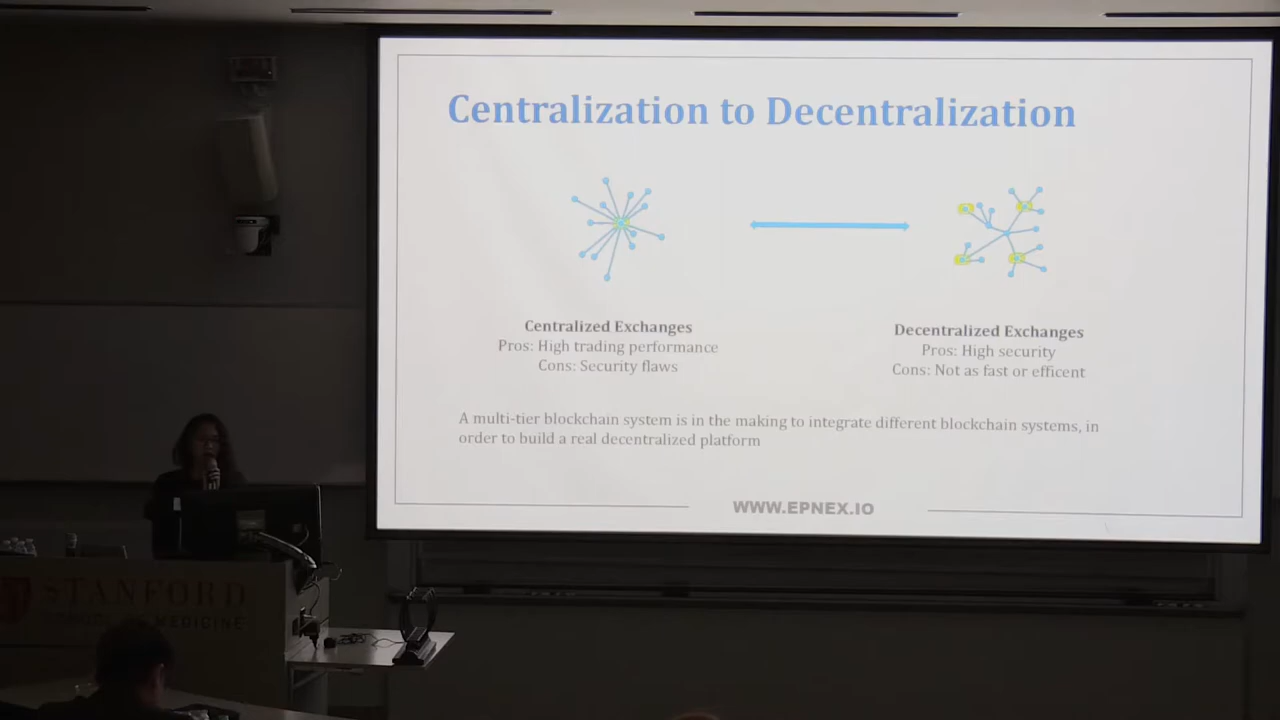 Centralization to Decentralization
Centralized Exchanges
Pros: High trading performance
Cons: Security flaws
Decentralized Exchanges
Pros: High security
Cons: Not as fast or efficent
A multi-tier blockchain system is in the making to integrate different blockchain systems, in
order to build a real decentralized platform
WWW.EPNEX.IO
STANFORD
SCHOOL OF MEDICINE